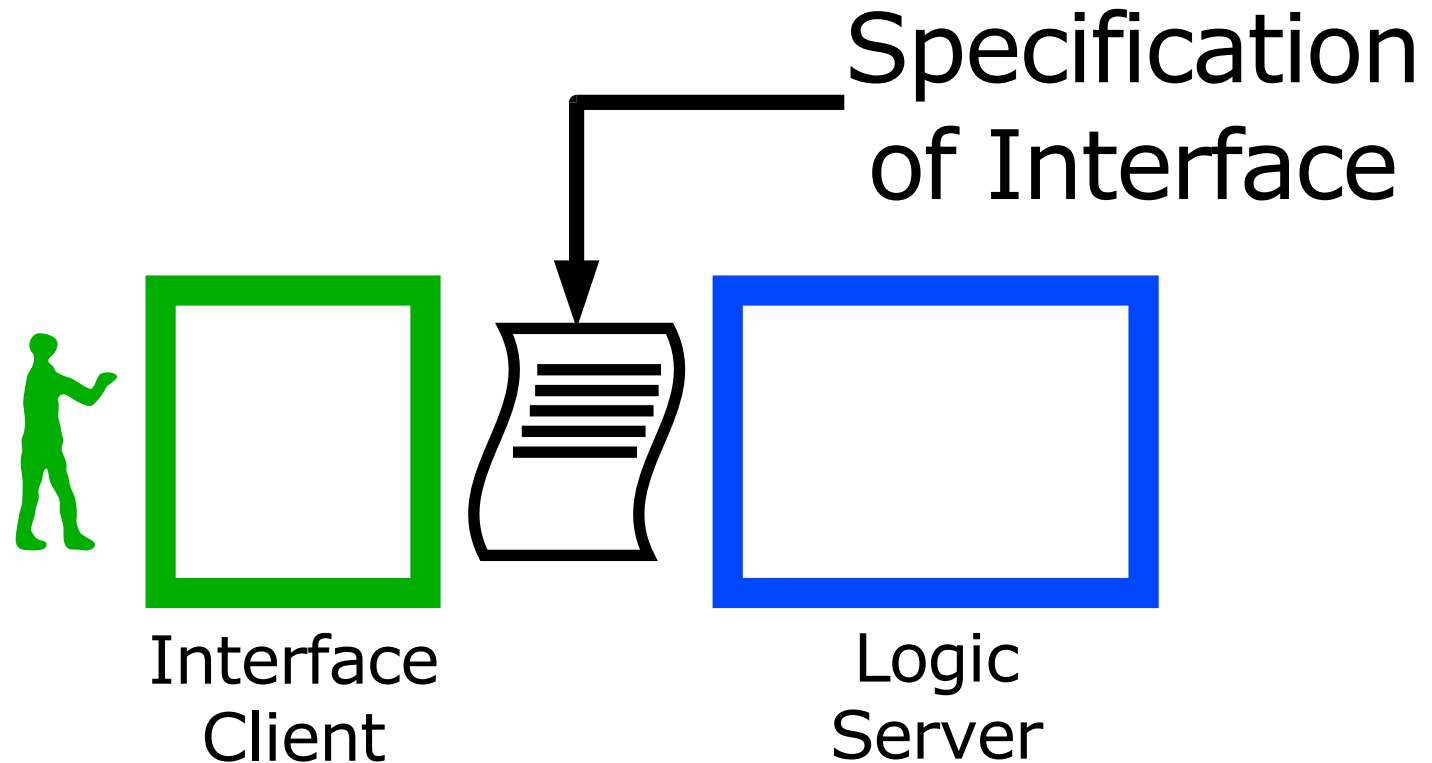 Specification
of Interface
Interface
Client
Logic
Server